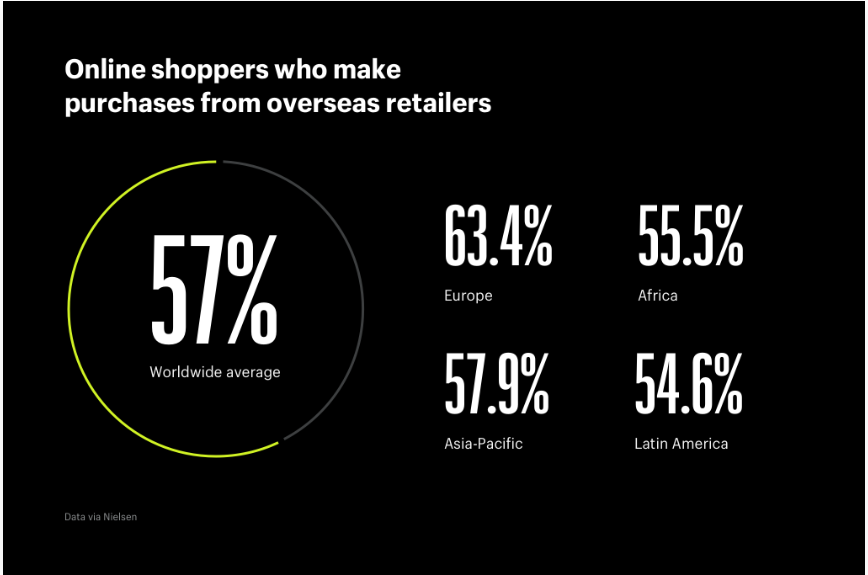 Online shoppers who make
purchases from overseas retailers
57%
Worldwide average
63.4%
Europe
55.5%
Africa
57.9%
Asia-Pacific
54.6%
Latin America
Data via Nielsen